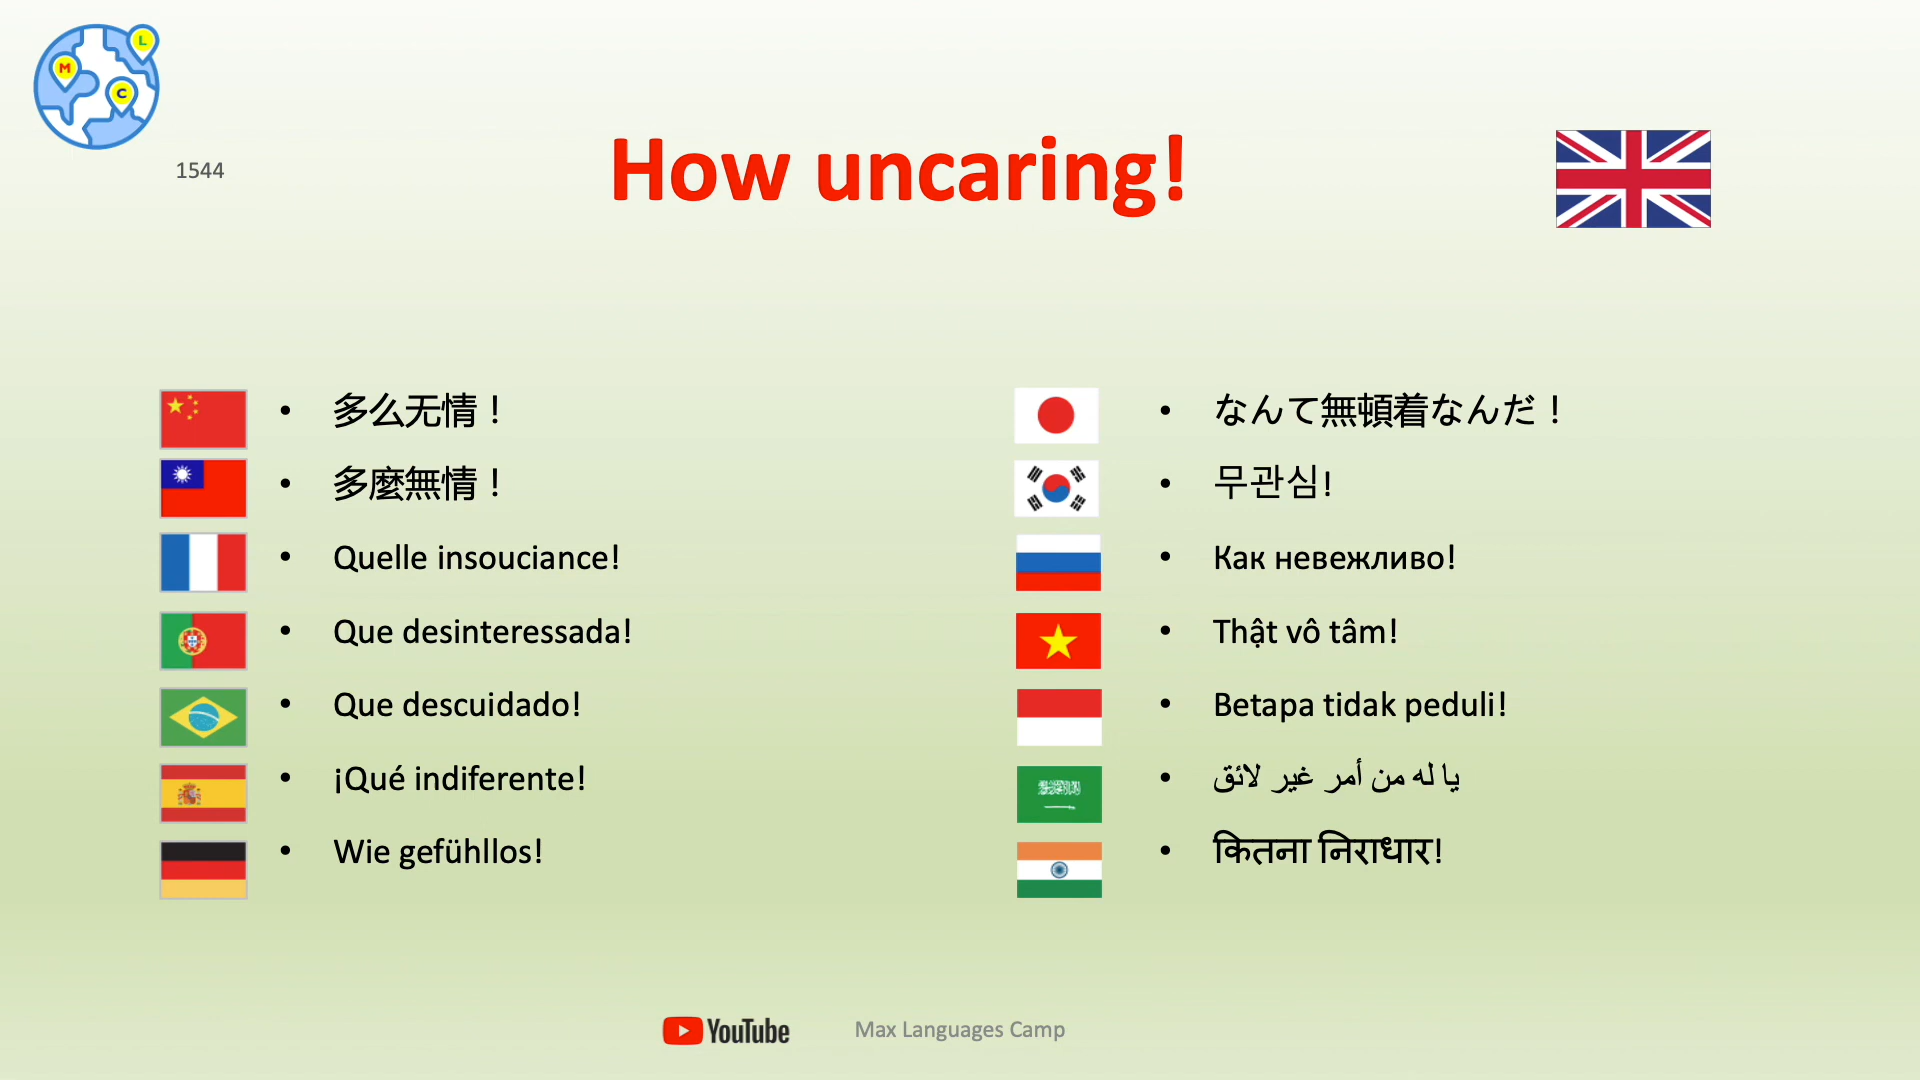 L
M
C
1544
How uncaring!
多么无情！
多麼無情！
Quelle insouciance!
Que desinteressada!
Que descuidado!
¡Qué indiferente!
Wie gefühllos!
なんて無頓着なんだ！
무관심!
Как невежливо!
Thật vô tâm!
Betapa tidak peduli!
يا له من أمر غير لائق
कितना निराधार!
YouTube
Max Languages Camp